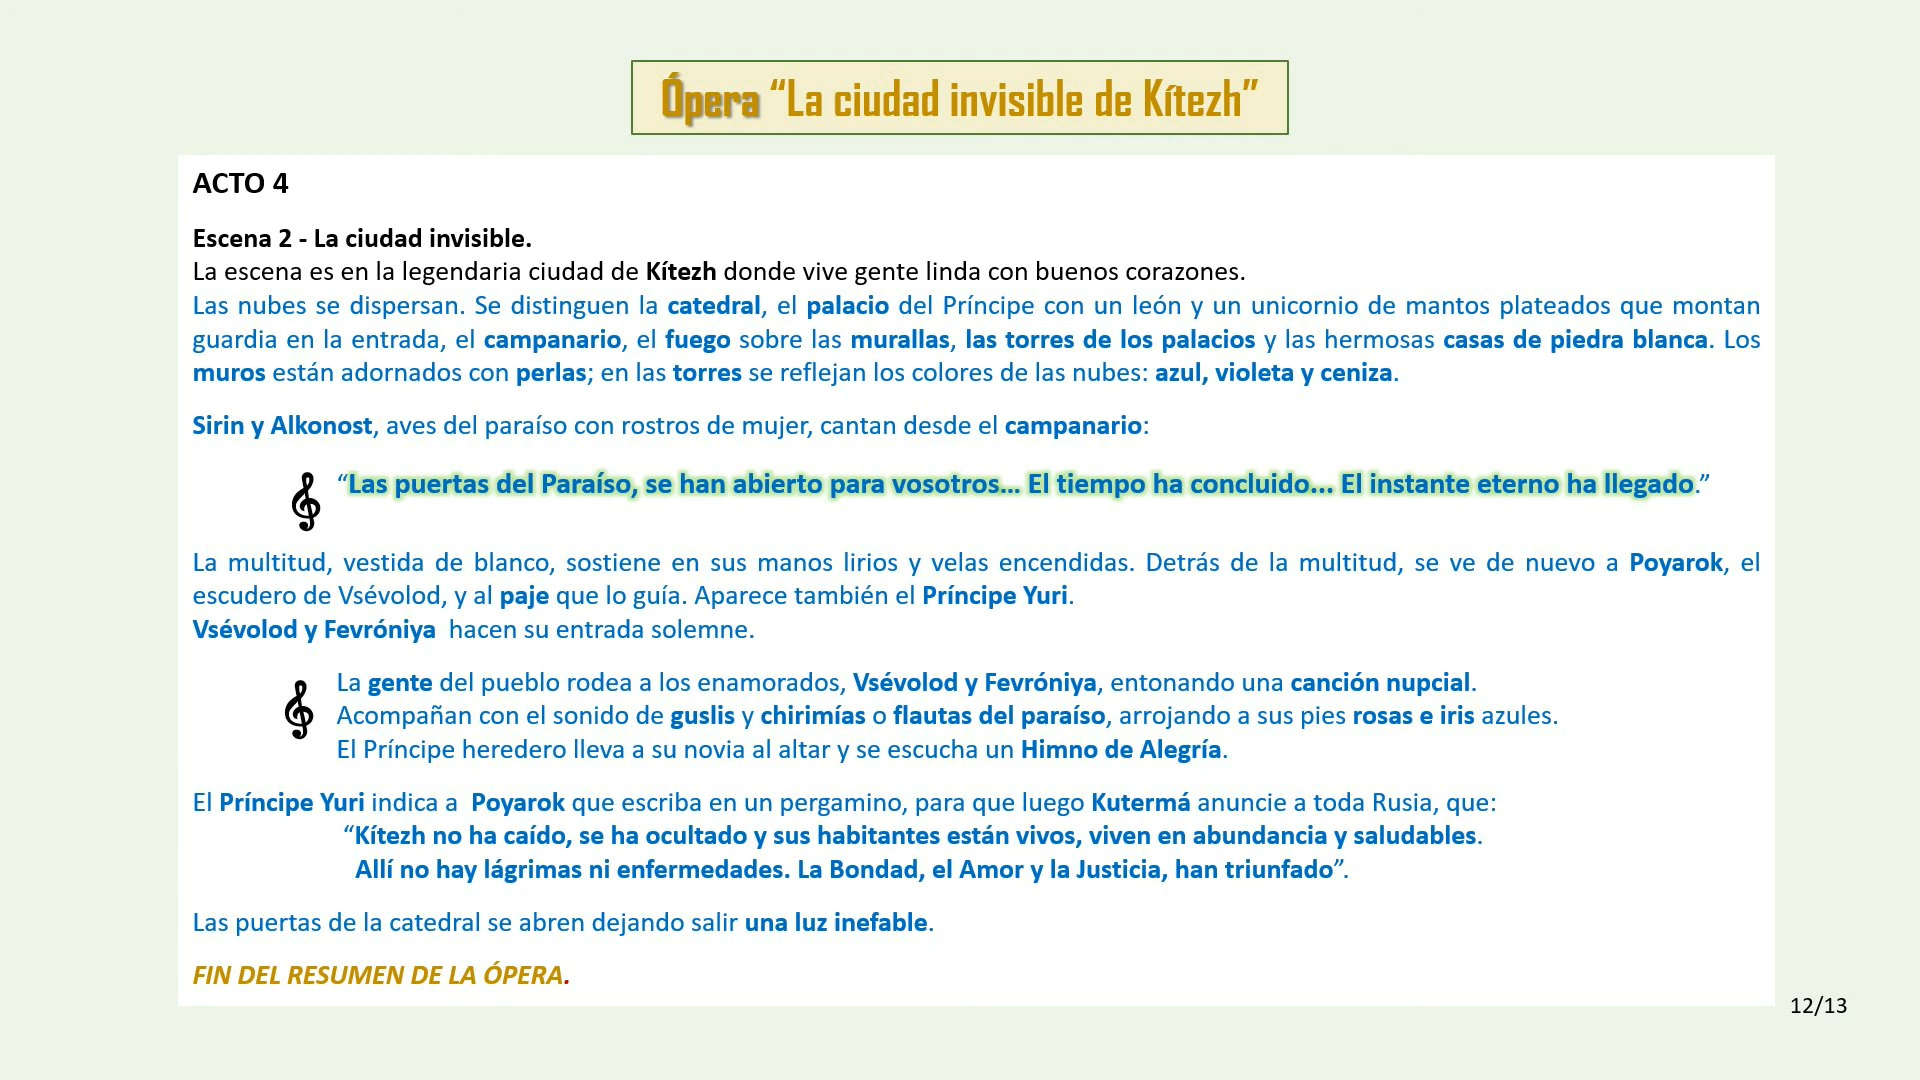 Ópera “La ciudad invisible de Kítezh”
ACTO 4
Escena 2 - La ciudad invisible.
La escena es en la legendaria ciudad de Kítezh donde vive gente linda con buenos corazones.
Las nubes se dispersan. Se distinguen la catedral, el palacio del Príncipe con un león y un unicornio de mantos plateados que montan
guardia en la entrada, el campanario, el fuego sobre las murallas, las torres de los palacios y las hermosas casas de piedra blanca. Los
muros están adornados con perlas; en las torres se reflejan los colores de las nubes: azul, violeta y ceniza.
Sirin y Alkonost, aves del paraíso con rostros de mujer, cantan desde el campanario:
“Las puertas del Paraíso, se han abierto para vosotros... El tiempo ha concluido... El instante eterno ha llegado.”
La multitud, vestida de blanco, sostiene en sus manos lirios y velas encendidas. Detrás de la multitud, se ve de nuevo a Poyarok, el
escudero de Vsévolod, y al paje que lo guía. Aparece también el Príncipe Yuri.
Vsévolod y Fevróniya hacen su entrada solemne.
La gente del pueblo rodea a los enamorados, Vsévolod y Fevróniya, entonando una canción nupcial.
Acompañan con el sonido de guslis y chirimías o flautas del paraíso, arrojando a sus pies rosas e iris azules.
El Príncipe heredero lleva a su novia al altar y se escucha un Himno de Alegría.
El Príncipe Yuri indica a Poyarok que escriba en un pergamino, para que luego Kutermá anuncie a toda Rusia, que:
“Kítezh no ha caído, se ha ocultado y sus habitantes están vivos, viven en abundancia y saludables.
Allí no hay lágrimas ni enfermedades. La Bondad, el Amor y la Justicia, han triunfado”.
Las puertas de la catedral se abren dejando salir una luz inefable.
FIN DEL RESUMEN DE LA ÓPERA.
12/13